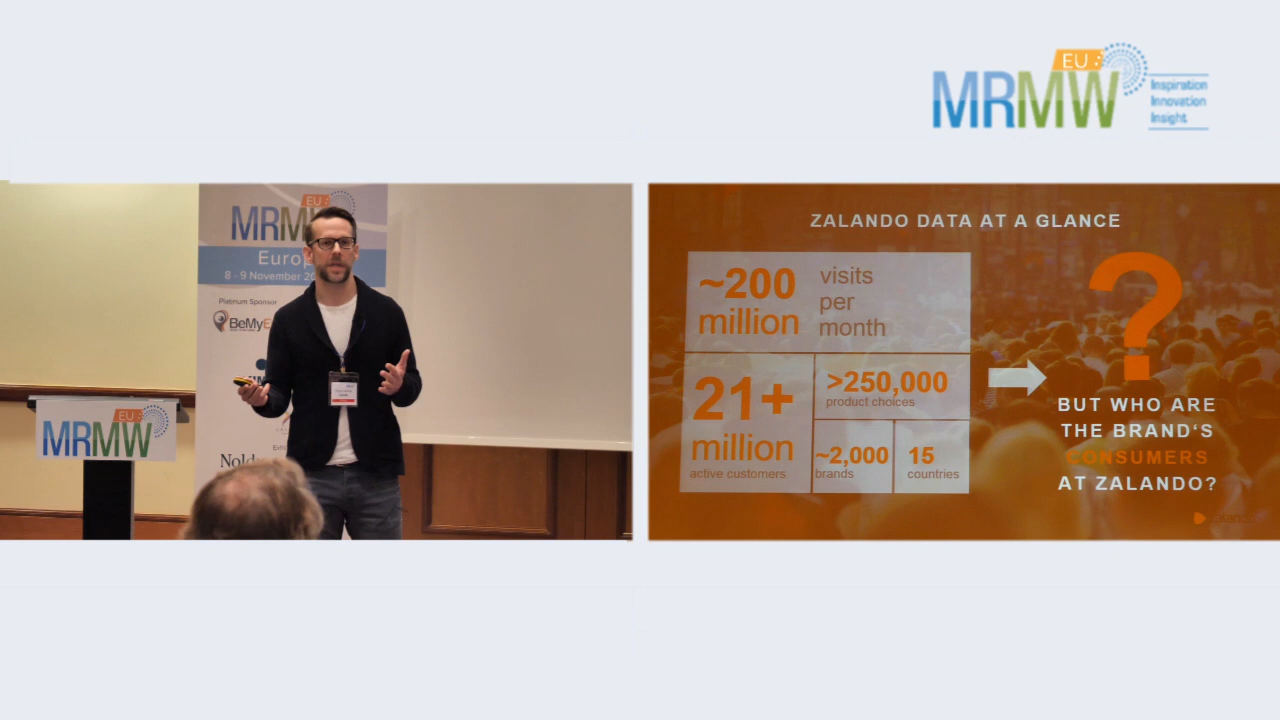 EU
MRMW
Inspiration
Innovation
Insight
EU
MRMW
Europ
8 - 9 November 20
Platinum Sponsor
BeMyE
Nold
EU
MRMW
ZALANDO DATA AT A GLANCE
~200
million
visits
per
month
21+
million
active customers
>250,000
product choices
~2,000
brands
15
countries
?
BUT WHO ARE
THE BRAND'S
CONSUMERS
AT ZALANDO?